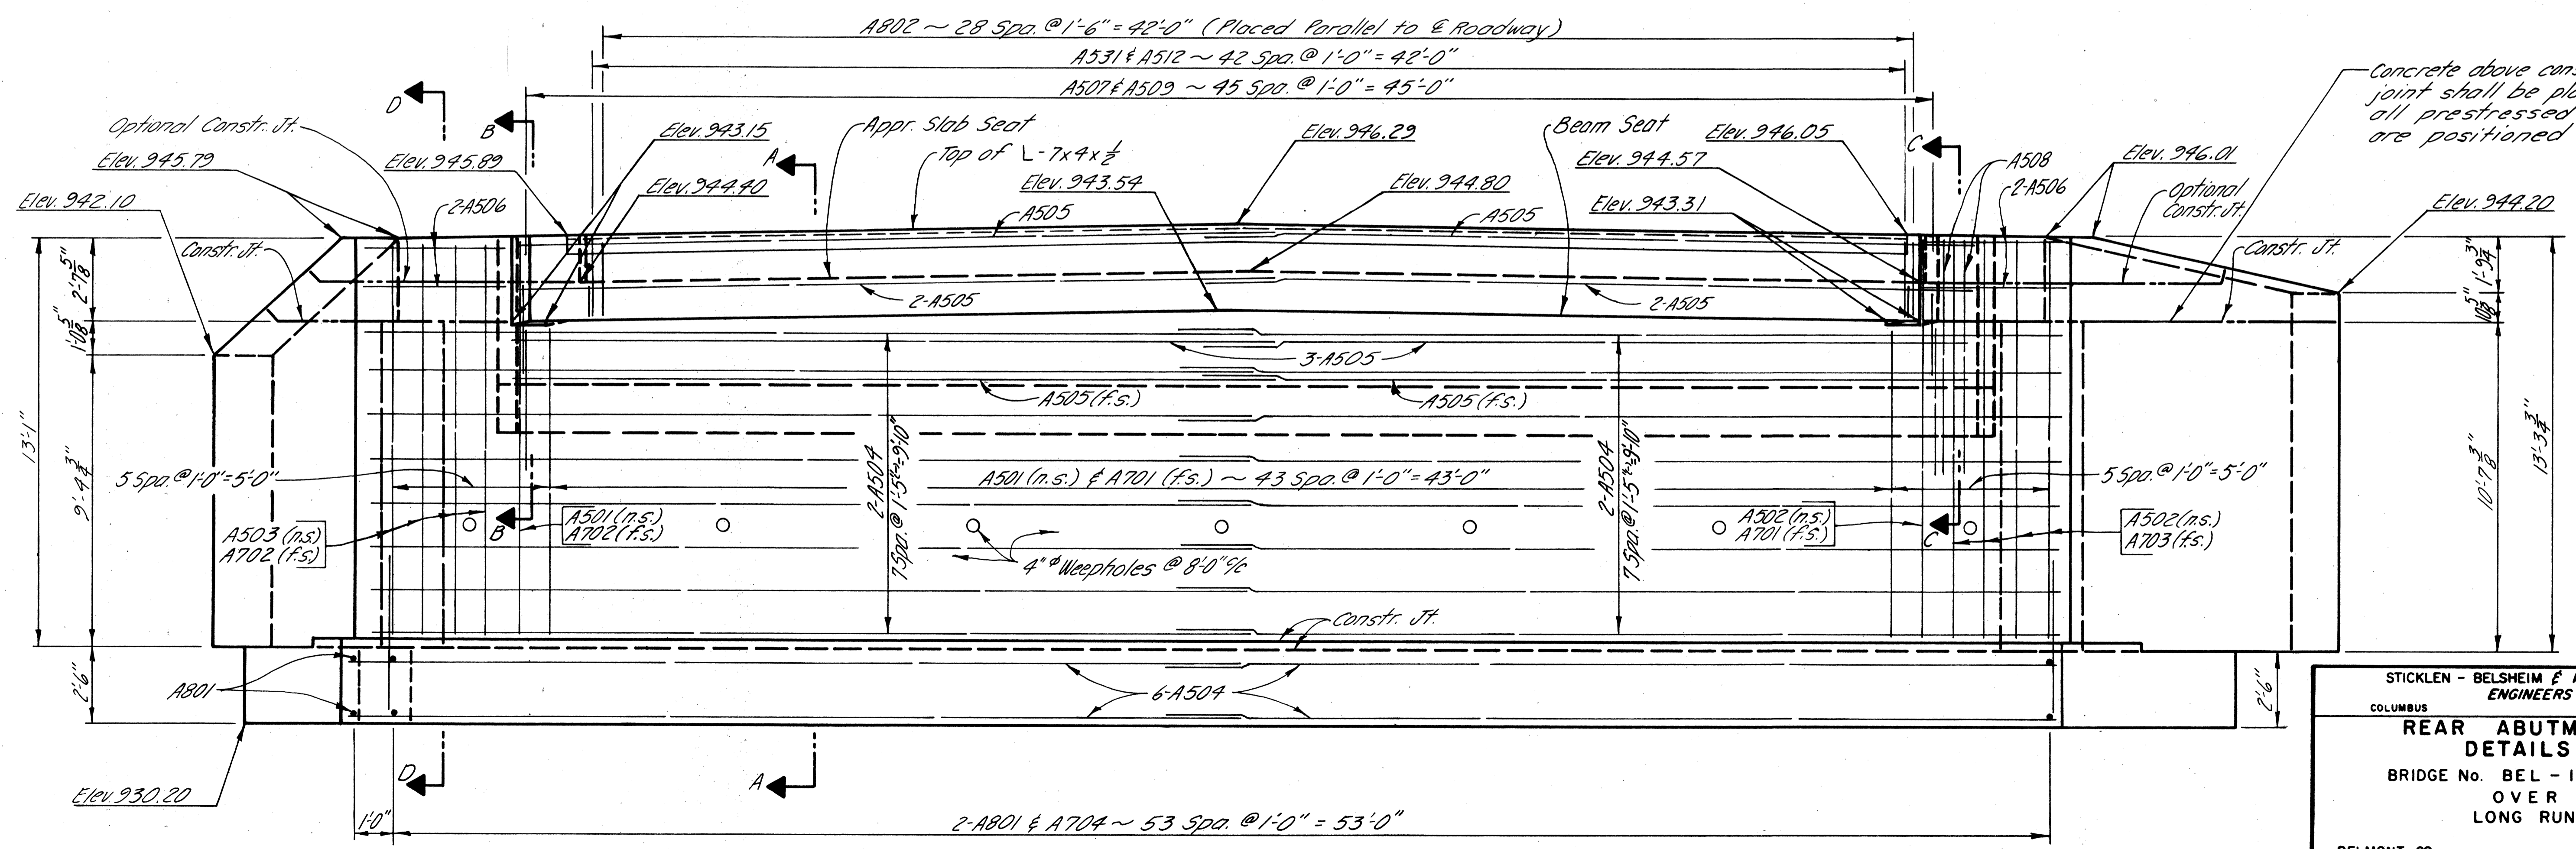 A802 ~ 28 Spa. @ 1'-6" = 42'-0" (Placed Parallel to ℄ Roadway)
A531 & A512 ~ 42 Spa. @ 1'-0" = 42'-0"
A507 & A509 ~ 45 Spa. @ 1'-0" = 45'-0"
Concrete above
joint shall be
all prestressed
are positioned
D
B
A
C
Optional Constr. Jt.
Elev. 943.15
Appr. Slab Seat
Elev. 946.29
Beam Seat
Elev. 946.05
Elev. 945.79
Elev. 945.89
Top of L-7x4x½
Elev. 944.57
A508
Elev. 946.01
Elev. 944.40
Elev. 943.54
Elev. 944.80
2-A506
Optional
Constr. Jt.
Elev. 942.10
2-A506
A505
A505
Elev. 943.31
Elev. 944.20
Constr. Jt.
Constr. Jt.
2'-7⅝"
1'-9¾"
2-A505
2-A505
10⅝"
1'-0⅝"
3-A505
A505 (f.s.)
A505 (f.s.)
13'-1"
9'-4¾"
13'-3¾"
10'-7⅞"
5 Spa. @ 1'-0" = 5'-0"
2-A504
7 Spa. @ 1'-5"± = 9'-10"
A501 (n.s.) & A701 (f.s.) ~ 43 Spa. @ 1'-0" = 43'-0"
2-A504
7 Spa. @ 1'-5"± = 9'-10"
5 Spa. @ 1'-0" = 5'-0"
A503 (n.s.)
A702 (f.s.)
B
A501 (n.s.)
A702 (f.s.)
A502 (n.s.)
A701 (f.s.)
C
A502 (n.s.)
A703 (f.s.)
4"ø Weepholes @ 8'-0" c/c
Constr. Jt.
2'-6"
A801
6-A504
2'-6"
D
A
Elev. 930.20
1'-0"
2-A801 & A704 ~ 53 Spa. @ 1'-0" = 53'-0"
STICKLEN - BELSHEIM &
ENGINEERS
COLUMBUS
REAR
DETAILS
BRIDGE No. BEL -
OVER
LONG RUN